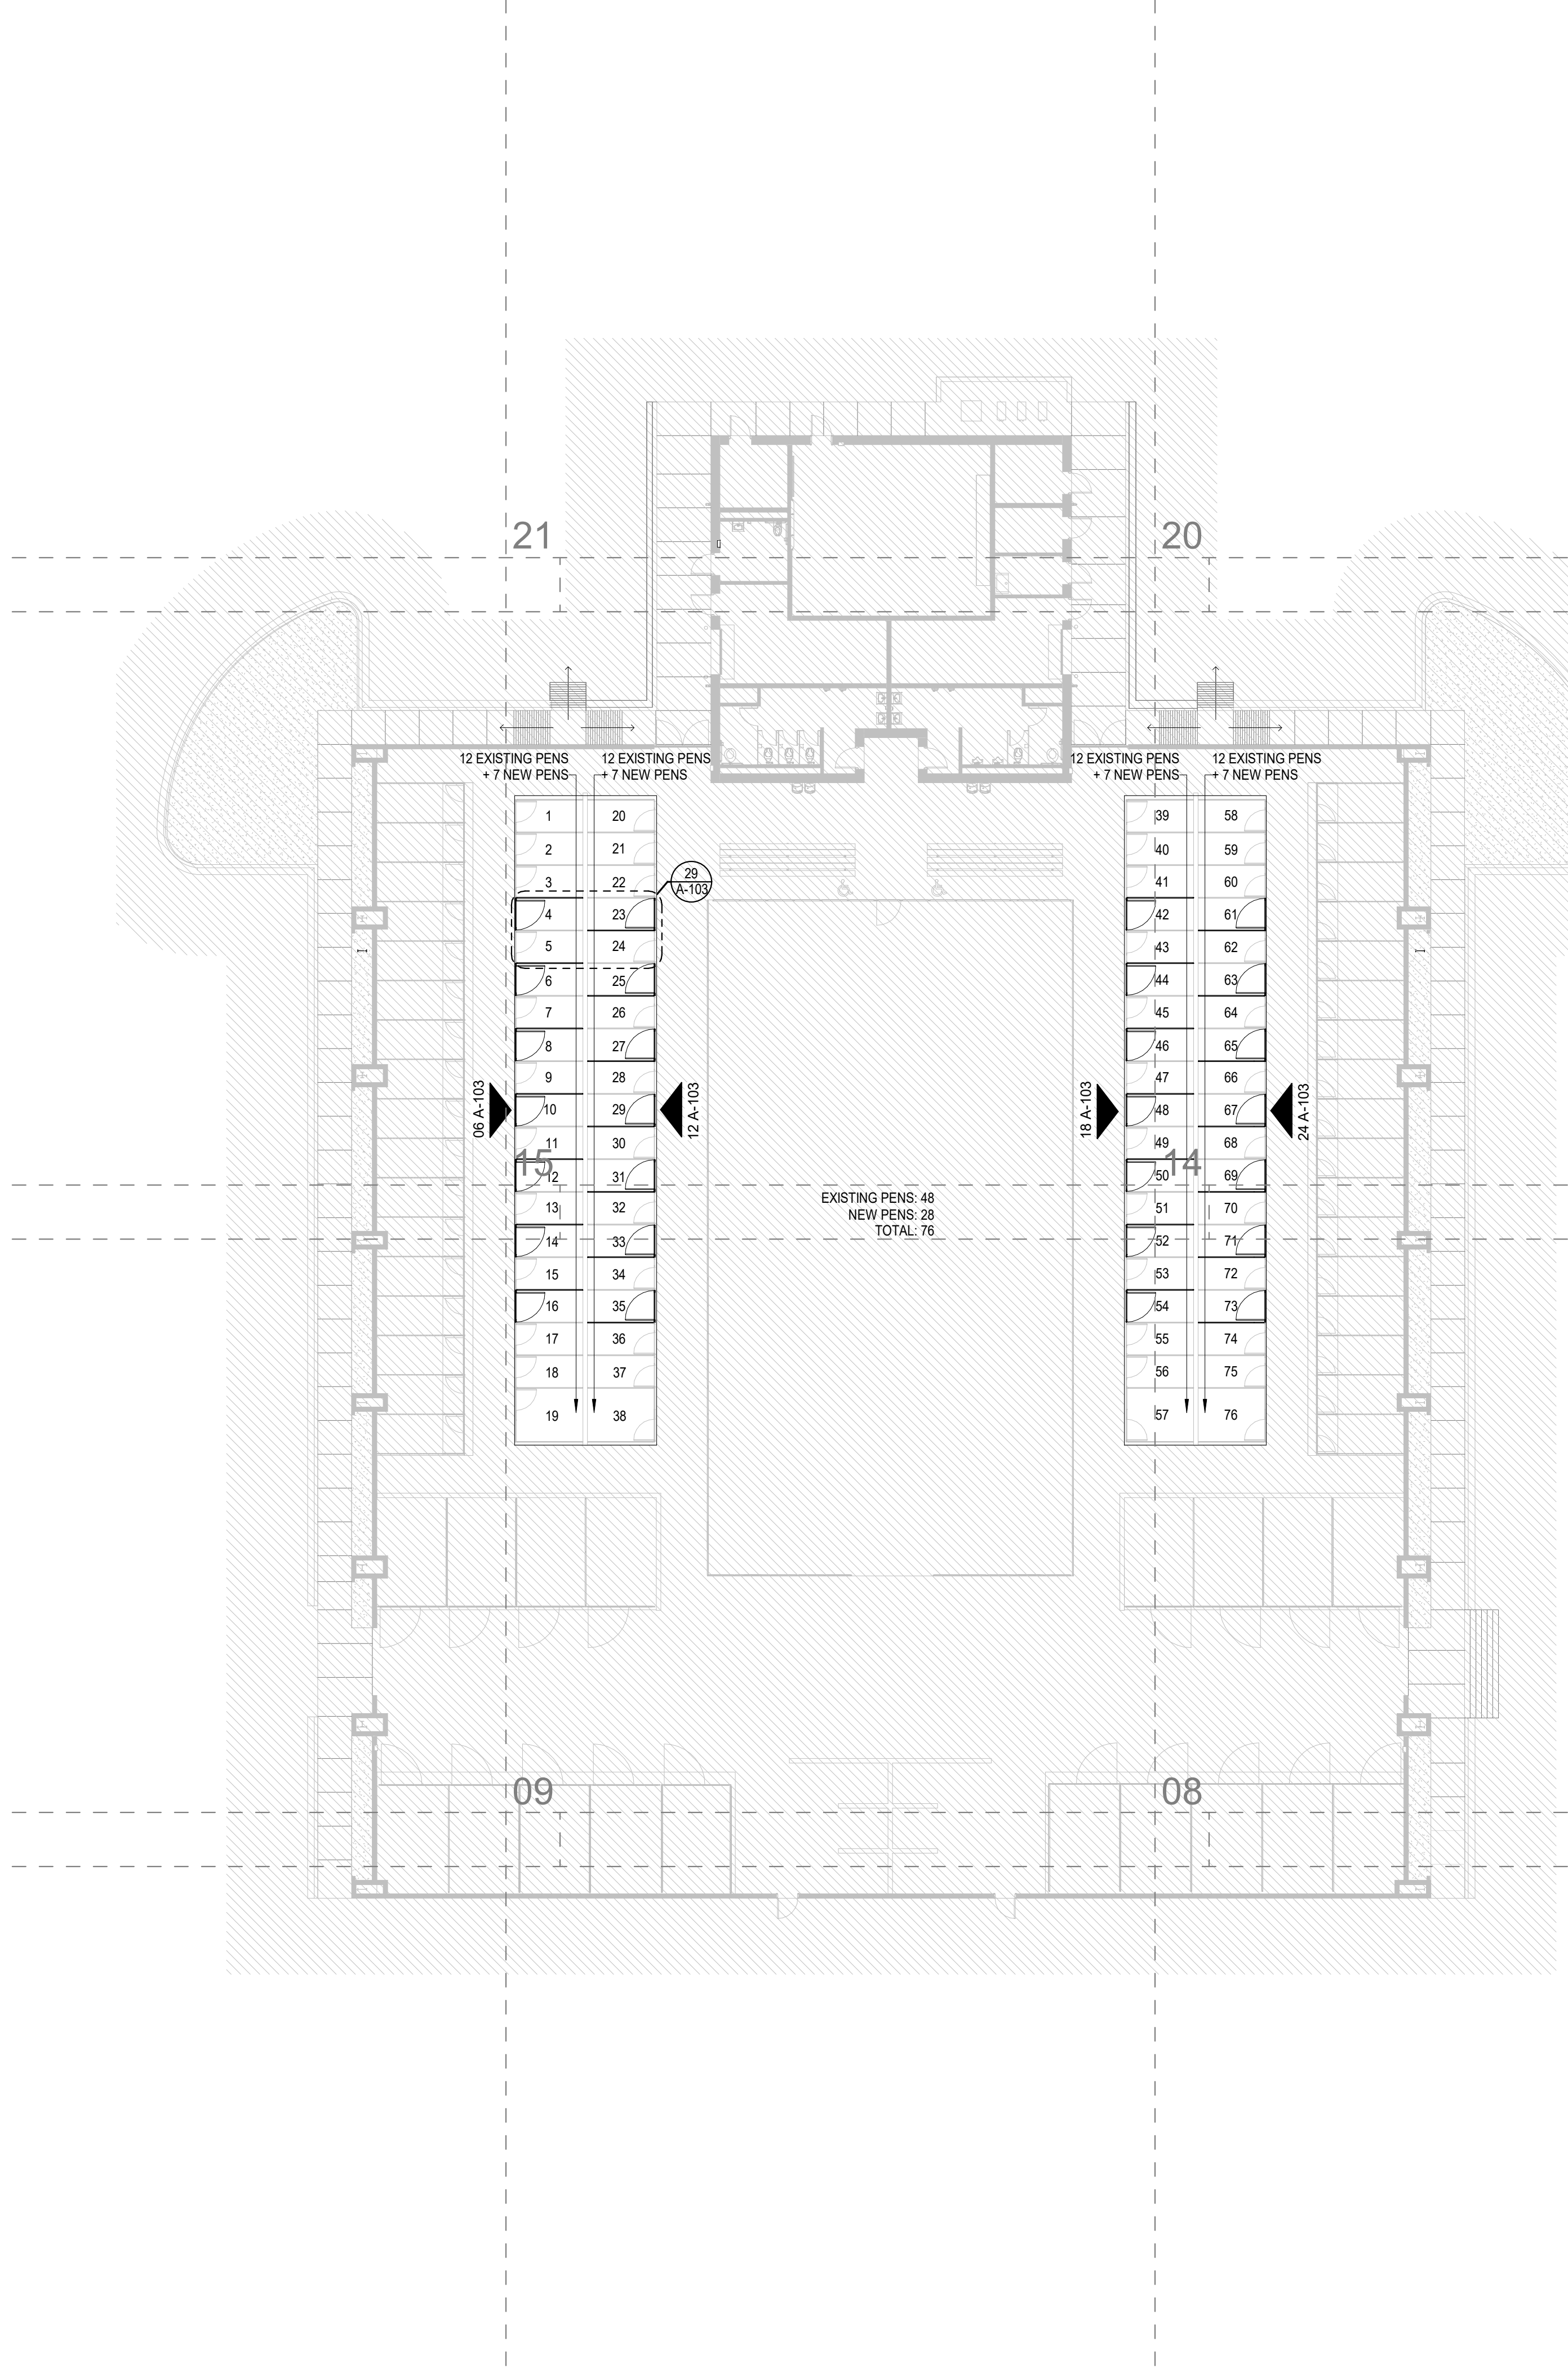 21
20
12 EXISTING PENS
+ 7 NEW PENS
12 EXISTING PENS
+ 7 NEW PENS
12 EXISTING PENS
+ 7 NEW PENS
12 EXISTING PENS
+ 7 NEW PENS
1 20 39 58
2 21 40 59
3 22 41 60
29
A-103
4 23 42 61
5 24 43 62
6 25 44 63
7 26 45 64
8 27 46 65
9 28 47 66
06 A-103
12 A-103
18 A-103
24 A-103
10 29 48 67
11 30 49 68
15
14
12 31 50 69
13 32 51 70
EXISTING PENS: 48
NEW PENS: 28
TOTAL: 76
14 33 52 71
15 34 53 72
16 35 54 73
17 36 55 74
18 37 56 75
19 38 57 76
09
08